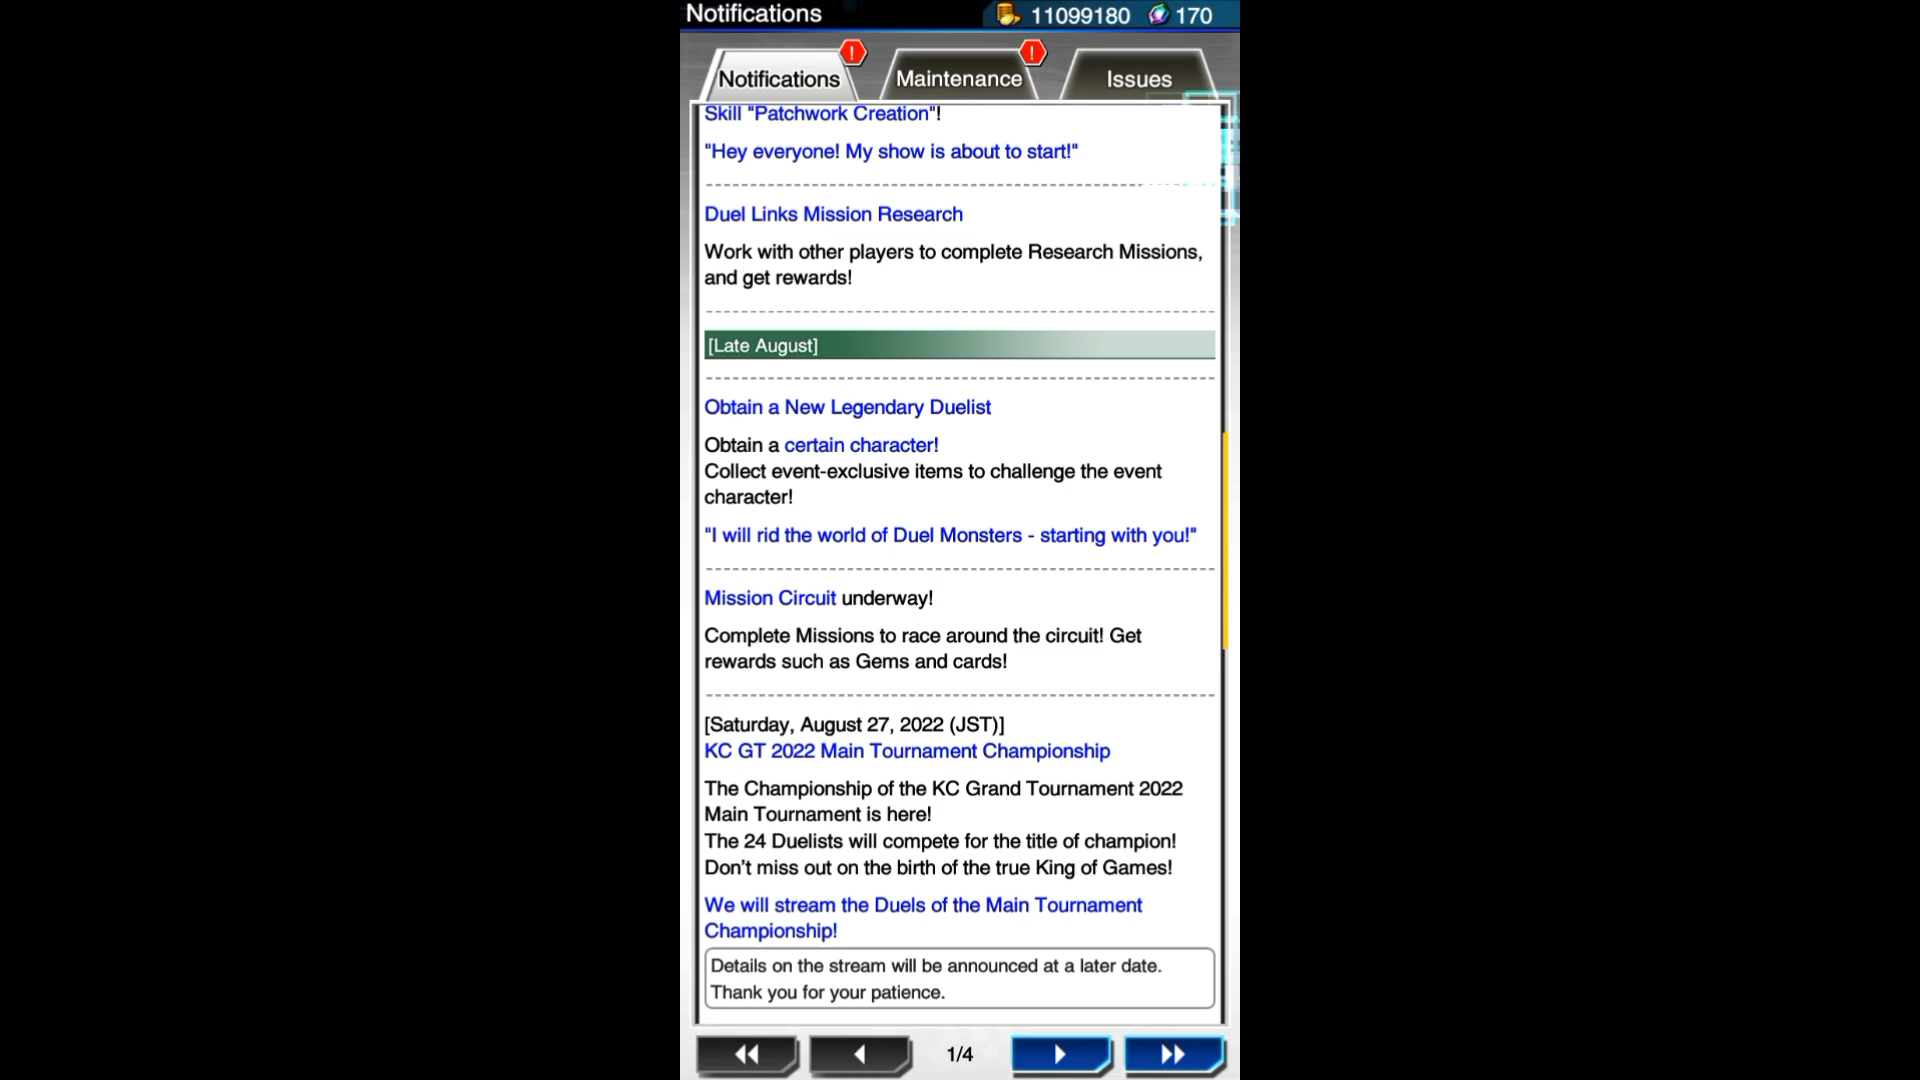 Notifications
11099180
170
Notifications
!
Maintenance
!
Issues
Skill "Patchwork Creation"!
"Hey everyone! My show is about to start!"
Duel Links Mission Research
Work with other players to complete Research Missions,
and get rewards!
[Late August]
Obtain a New Legendary Duelist
Obtain a certain character!
Collect event-exclusive items to challenge the event
character!
"I will rid the world of Duel Monsters - starting with you!"
Mission Circuit underway!
Complete Missions to race around the circuit! Get
rewards such as Gems and cards!
[Saturday, August 27, 2022 (JST)]
KC GT 2022 Main Tournament Championship
The Championship of the KC Grand Tournament 2022
Main Tournament is here!
The 24 Duelists will compete for the title of champion!
Don't miss out on the birth of the true King of Games!
We will stream the Duels of the Main Tournament
Championship!
Details on the stream will be announced at a later date.
Thank you for your patience.
1/4